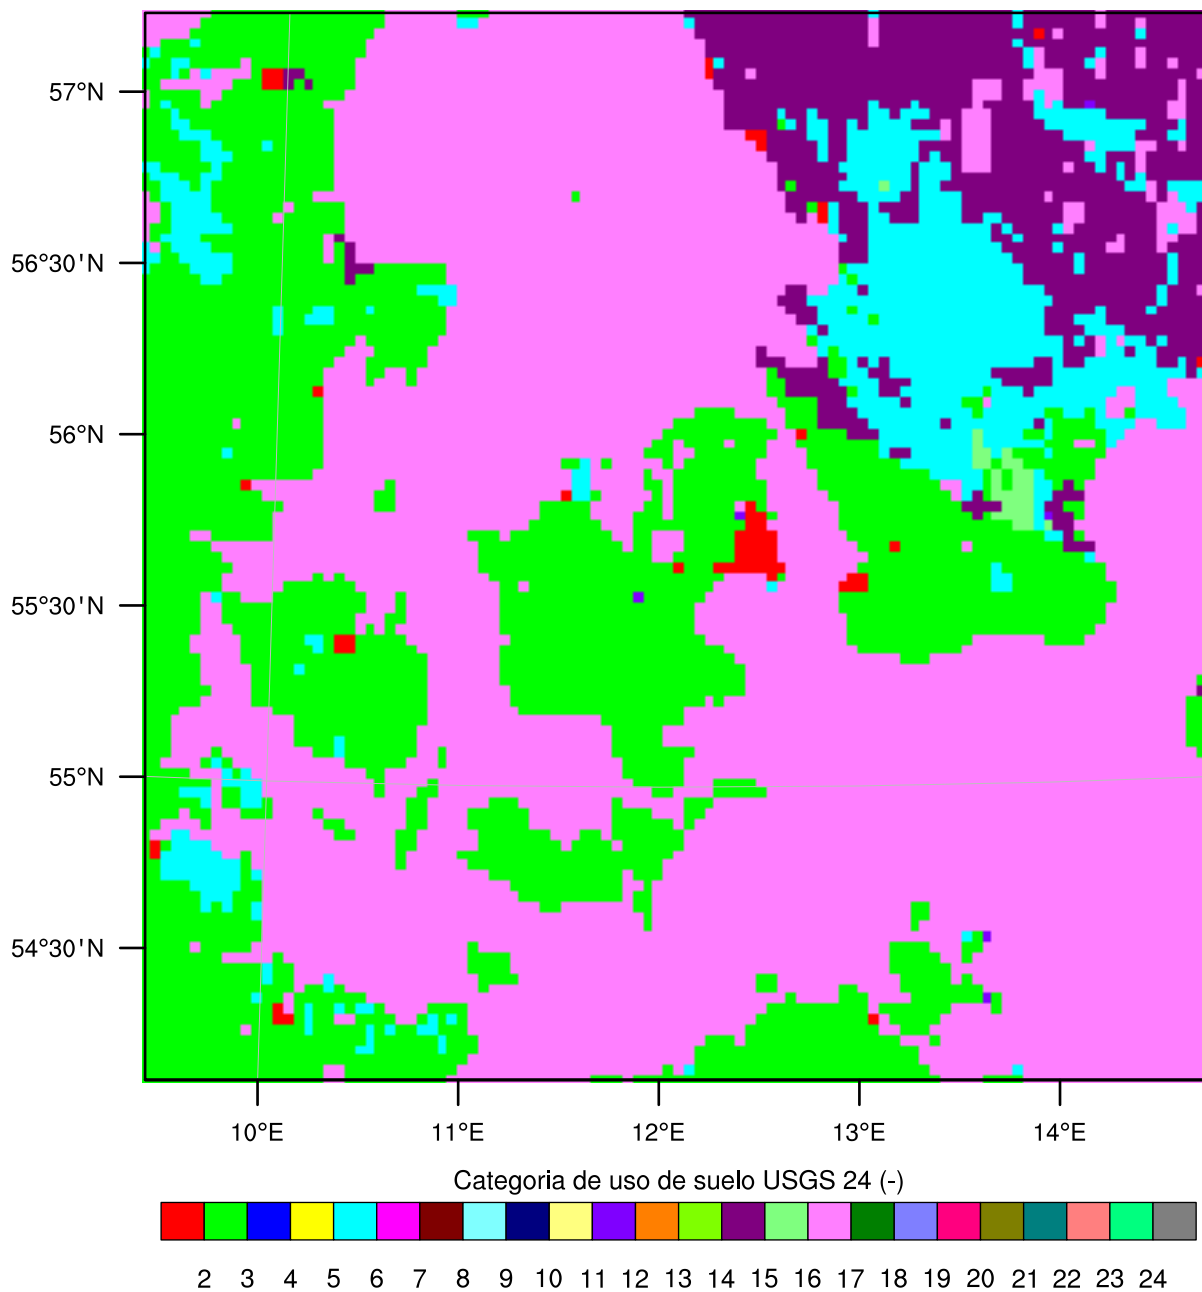 57°N
56°30'N
56°N
55°30'N
55°N
54°30'N
10°E 11°E 12°E 13°E 14°E
Categoria de uso de suelo USGS 24 (-)
2 3 4 5 6 7 8 9 10 11 12 13 14 15 16 17 18 19 20 21 22 23 24